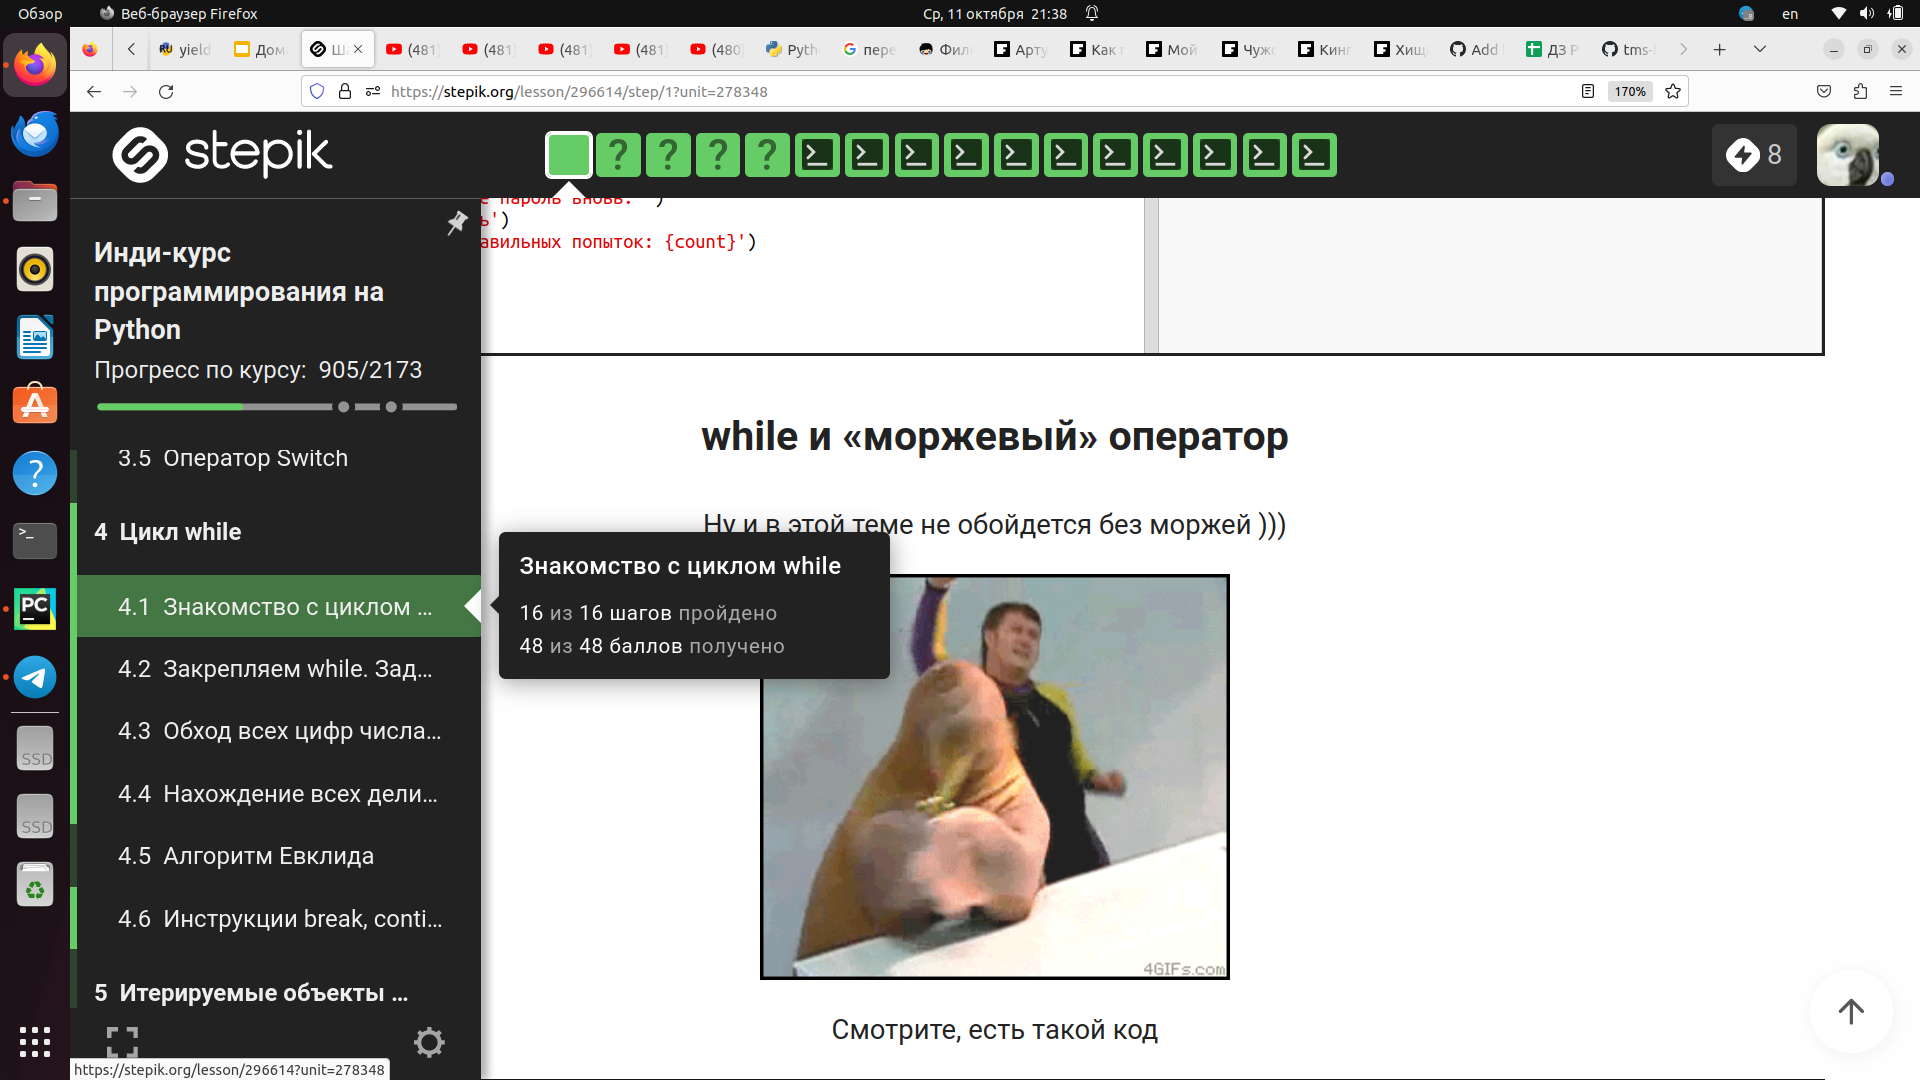 Обзор
Веб-браузер Firefox
Ср, 11 октября 21:38
en
yield
Дом
(481)
(481)
(481)
(481)
(480)
Pyth
пере
Фил
Арту
Как
Мой
Чужо
Кинг
Хищ
Add
ДЗ Р
tms-
https://stepik.org/lesson/296614/step/1?unit=278348
170%
stepik
? ? ? ?
8
е пароль вновь: ')
ь')
авильных попыток: {count}')
Инди-курс
программирования на
Python
Прогресс по курсу: 905/2173
3.5 Оператор Switch
4 Цикл while
4.1 Знакомство с циклом ...
4.2 Закрепляем while. Зад...
4.3 Обход всех цифр числа...
4.4 Нахождение всех дели...
4.5 Алгоритм Евклида
4.6 Инструкции break, conti...
5 Итерируемые объекты ...
https://stepik.org/lesson/296614?unit=278348
Знакомство с циклом while
16 из 16 шагов пройдено
48 из 48 баллов получено
while и «моржевый» оператор
Ну и в этой теме не обойдется без моржей )))
4GIFs.com
Смотрите, есть такой код
PC
SSD
SSD